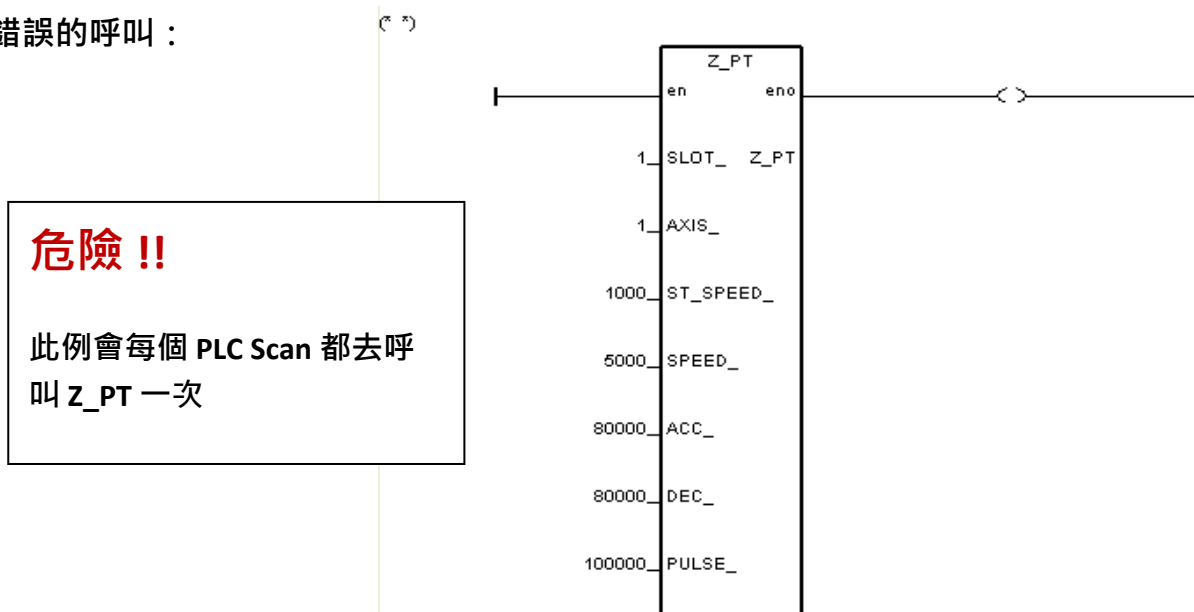 錯誤的呼叫：
(* *)
危險 !!
此例會每個 PLC Scan 都去呼
叫 Z_PT 一次
Z_PT
en eno
1_ SLOT_ Z_PT
1_ AXIS_
1000_ ST_SPEED_
5000_ SPEED_
80000_ ACC_
80000_ DEC_
100000_ PULSE_